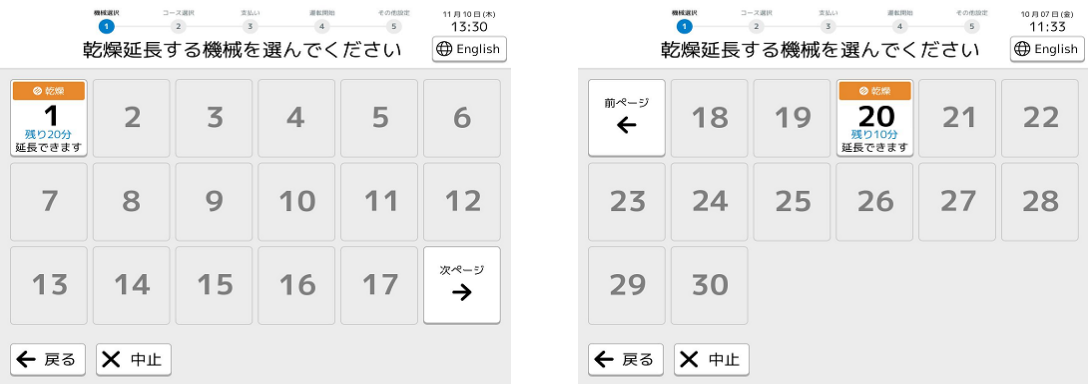 機械選択
コース選択
支払い
運転開始
その他設定
1
2
3
4
5
11月10日(木)
13:30
乾燥延長する機械を選んでください
English
乾燥
1
残り20分
延長できます
2
3
4
5
6
7
8
9
10
11
12
13
14
15
16
17
次ページ
→
← 戻る
✕ 中止
機械選択
コース選択
支払い
運転開始
その他設定
1
2
3
4
5
10月07日(金)
11:33
乾燥延長する機械を選んでください
English
前ページ
←
18
19
乾燥
20
残り10分
延長できます
21
22
23
24
25
26
27
28
29
30
← 戻る
✕ 中止